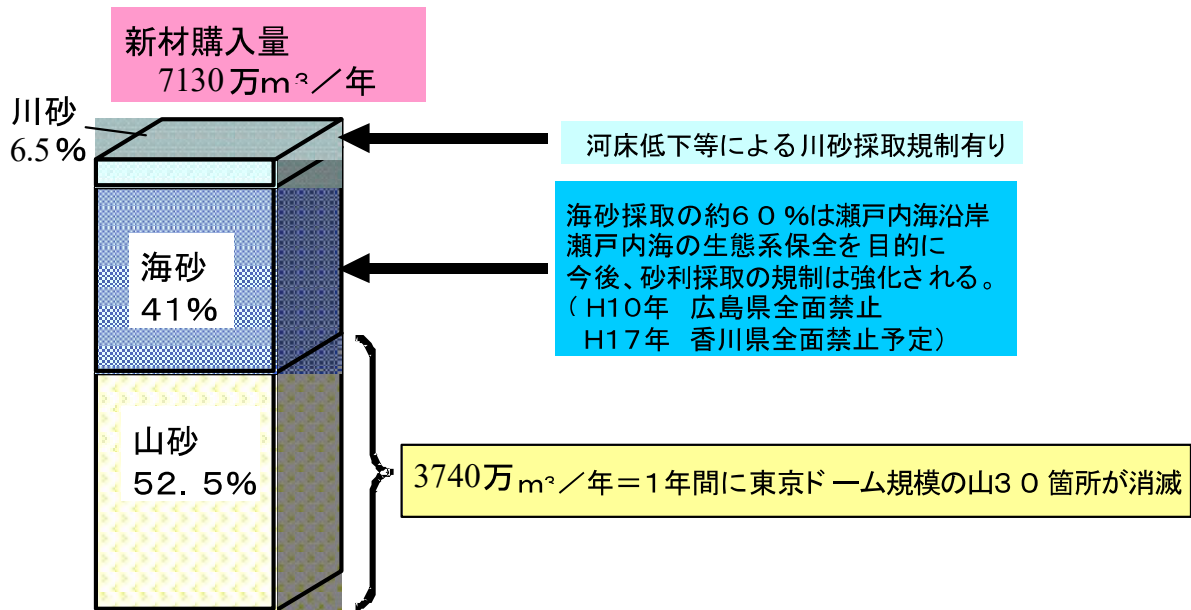 新材購入量
7130万m³／年
川砂
6.5%
河床低下等による川砂採取規制有り
海砂採取の約６０％は瀬戸内海沿岸
瀬戸内海の生態系保全を目的に
今後、砂利採取の規制は強化される。
（H10年　広島県全面禁止
H17年　香川県全面禁止予定）
海砂
41%
山砂
52.5%
3740万m³／年＝１年間に東京ドーム規模の山３０箇所が消滅